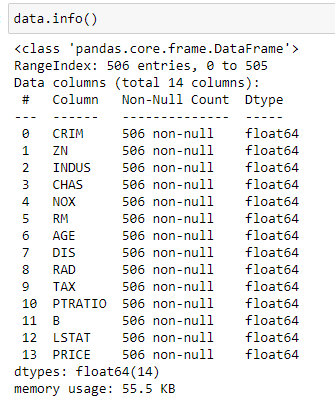 data.info()
<class 'pandas.core.frame.DataFrame'>
RangeIndex: 506 entries, 0 to 505
Data columns (total 14 columns):
 #   Column   Non-Null Count  Dtype
---  ------   --------------  -----
 0   CRIM     506 non-null    float64
 1   ZN       506 non-null    float64
 2   INDUS    506 non-null    float64
 3   CHAS     506 non-null    float64
 4   NOX      506 non-null    float64
 5   RM       506 non-null    float64
 6   AGE      506 non-null    float64
 7   DIS      506 non-null    float64
 8   RAD      506 non-null    float64
 9   TAX      506 non-null    float64
 10  PTRATIO  506 non-null    float64
 11  B        506 non-null    float64
 12  LSTAT    506 non-null    float64
 13  PRICE    506 non-null    float64
dtypes: float64(14)
memory usage: 55.5 KB